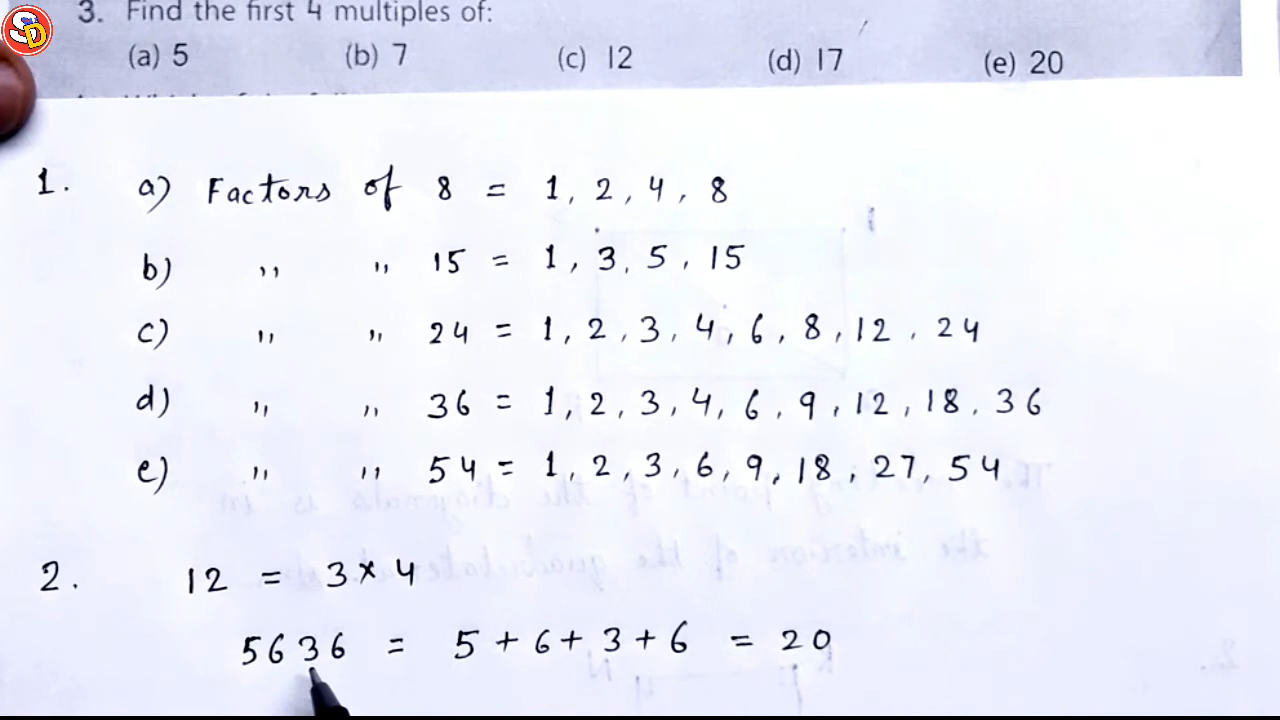 SD
3. Find the first 4 multiples of:
(a) 5 (b) 7 (c) 12 (d) 17 (e) 20
1. a) Factors of 8 = 1, 2, 4, 8
b) ,, ,, 15 = 1, 3, 5, 15
c) ,, ,, 24 = 1, 2, 3, 4, 6, 8, 12, 24
d) ,, ,, 36 = 1, 2, 3, 4, 6, 9, 12, 18, 36
e) ,, ,, 54 = 1, 2, 3, 6, 9, 18, 27, 54
2. 12 = 3 × 4
5636 = 5 + 6 + 3 + 6 = 20